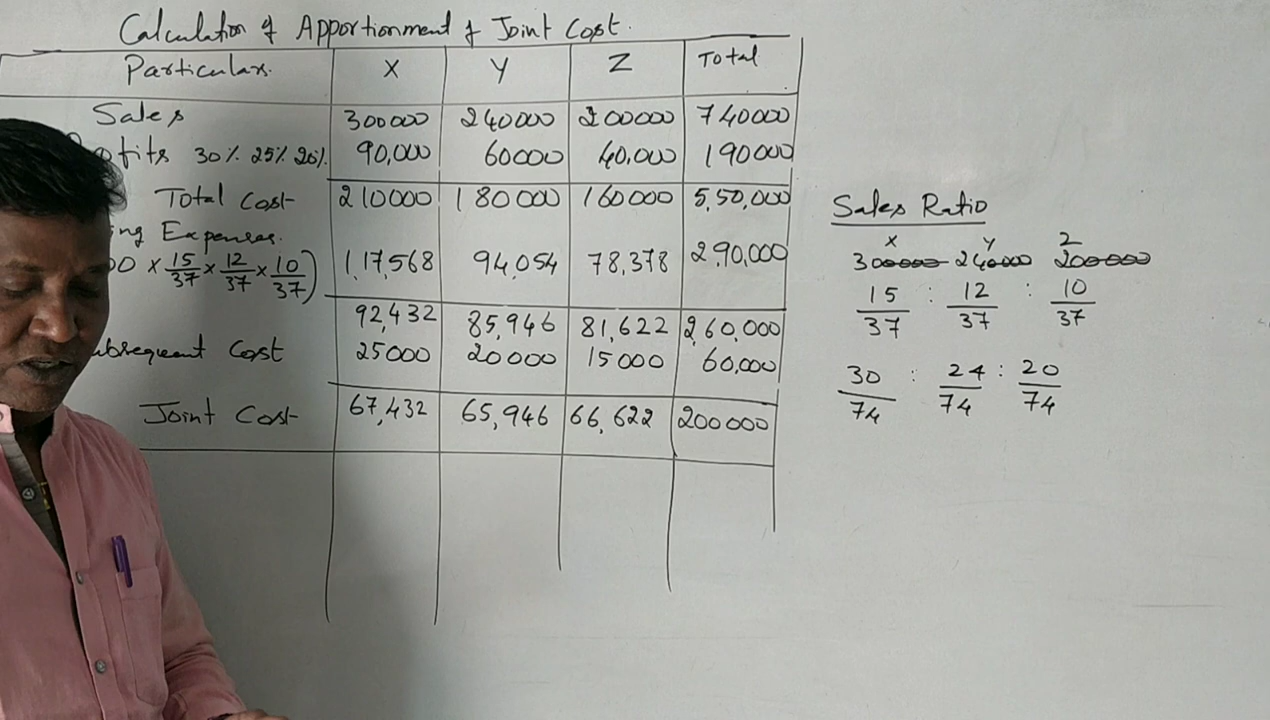 Calculation of Apportionment of Joint Cost.
Particulars. X Y Z Total
Sales 300000 240000 200000 740000
30% 25% 20%. 90,000 60000 40,000 190000
Total Cost 210000 180000 160000 5,50,000
Expenses.
× 15/37 × 12/37 × 10/37) 1,17,568 94,054 78,378 2,90,000
92,432 85,946 81,622 2,60,000
Cost 25000 20000 15000 60,000
Joint Cost 67,432 65,946 66,622 200000
Sales Ratio
X Y Z
300000 240000 200000
15/37 : 12/37 : 10/37
30/74 : 24/74 : 20/74